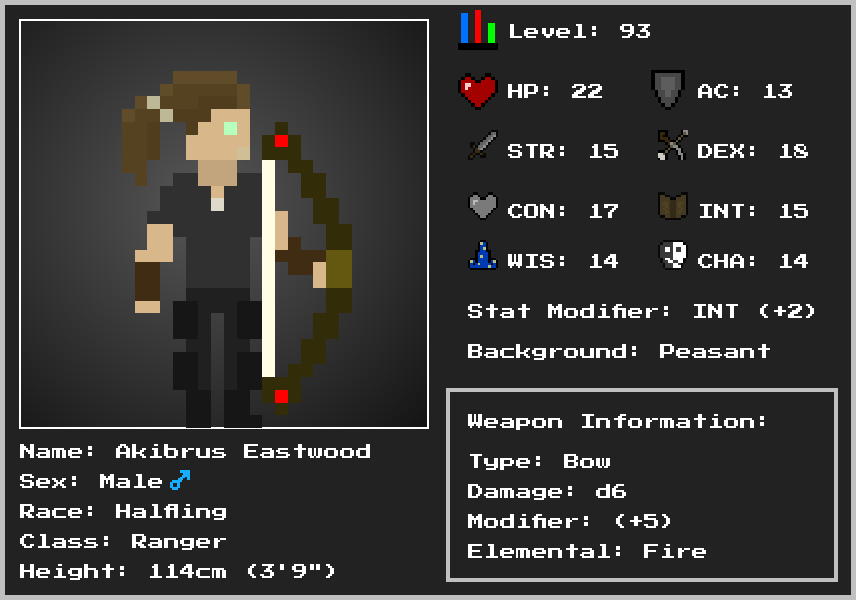 Level: 93
HP: 22 AC: 13
STR: 15 DEX: 18
CON: 17 INT: 15
WIS: 14 CHA: 14
Stat Modifier: INT (+2)
Background: Peasant
Weapon Information:
Type: Bow
Damage: d6
Modifier: (+5)
Elemental: Fire
Name: Akibrus Eastwood
Sex: Male ♂
Race: Halfling
Class: Ranger
Height: 114cm (3'9")